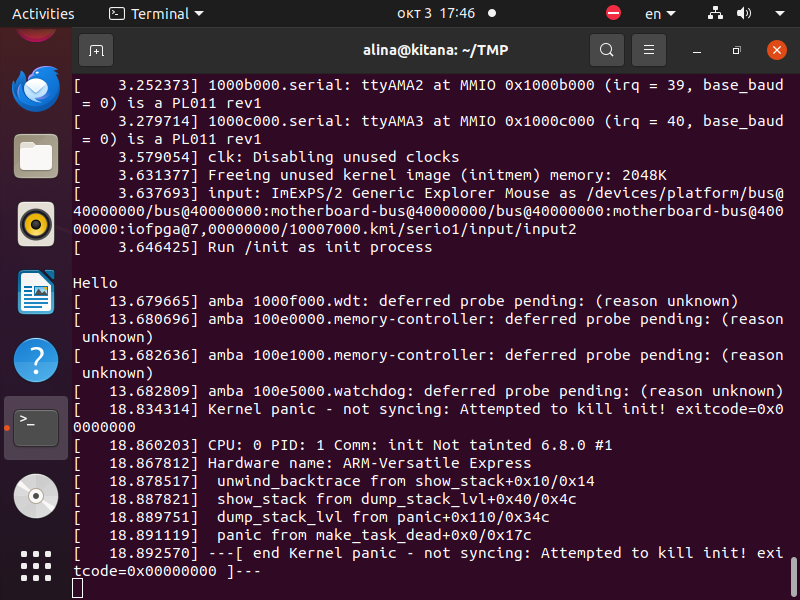 Activities Terminal окт 3 17:46 en
alina@kitana: ~/TMP
[    3.252373] 1000b000.serial: ttyAMA2 at MMIO 0x1000b000 (irq = 39, base_baud
 = 0) is a PL011 rev1
[    3.279714] 1000c000.serial: ttyAMA3 at MMIO 0x1000c000 (irq = 40, base_baud
 = 0) is a PL011 rev1
[    3.579054] clk: Disabling unused clocks
[    3.631377] Freeing unused kernel image (initmem) memory: 2048K
[    3.637693] input: ImExPS/2 Generic Explorer Mouse as /devices/platform/bus@
40000000/bus@40000000:motherboard-bus@40000000/bus@40000000:motherboard-bus@400
00000:iofpga@7,00000000/10007000.kmi/serio1/input/input2
[    3.646425] Run /init as init process
Hello
[   13.679665] amba 1000f000.wdt: deferred probe pending: (reason unknown)
[   13.680696] amba 100e0000.memory-controller: deferred probe pending: (reason
 unknown)
[   13.682636] amba 100e1000.memory-controller: deferred probe pending: (reason
 unknown)
[   13.682809] amba 100e5000.watchdog: deferred probe pending: (reason unknown)
[   18.834314] Kernel panic - not syncing: Attempted to kill init! exitcode=0x0
0000000
[   18.860203] CPU: 0 PID: 1 Comm: init Not tainted 6.8.0 #1
[   18.867812] Hardware name: ARM-Versatile Express
[   18.878517]  unwind_backtrace from show_stack+0x10/0x14
[   18.887821]  show_stack from dump_stack_lvl+0x40/0x4c
[   18.889751]  dump_stack_lvl from panic+0x110/0x34c
[   18.891119]  panic from make_task_dead+0x0/0x17c
[   18.892570] ---[ end Kernel panic - not syncing: Attempted to kill init! exi
tcode=0x00000000 ]---